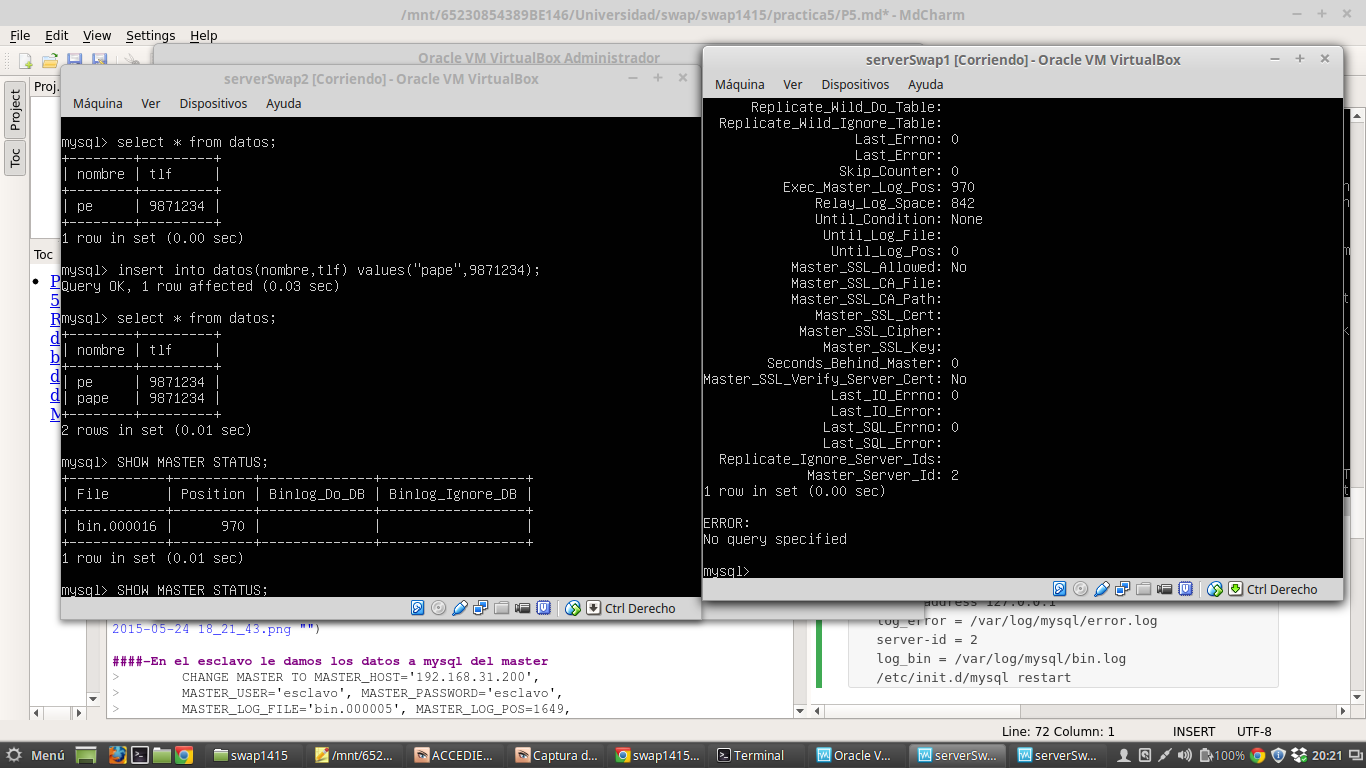 /mnt/65230854389BE146/Universidad/swap/swap1415/practica5/P5.md* - MdCharm
File Edit View Settings Help
Oracle VM VirtualBox Administrador
Proj.
Project
Toc
Toc
P
5
R
d
b
d
d
M
serverSwap2 [Corriendo] - Oracle VM VirtualBox
Máquina Ver Dispositivos Ayuda
mysql> select * from datos;
+--------+---------+
| nombre | tlf     |
+--------+---------+
| pe     | 9871234 |
+--------+---------+
1 row in set (0.00 sec)
mysql> insert into datos(nombre,tlf) values("pape",9871234);
Query OK, 1 row affected (0.03 sec)
mysql> select * from datos;
+--------+---------+
| nombre | tlf     |
+--------+---------+
| pe     | 9871234 |
| pape   | 9871234 |
+--------+---------+
2 rows in set (0.01 sec)
mysql> SHOW MASTER STATUS;
+------------+----------+--------------+------------------+
| File       | Position | Binlog_Do_DB | Binlog_Ignore_DB |
+------------+----------+--------------+------------------+
| bin.000016 |      970 |              |                  |
+------------+----------+--------------+------------------+
1 row in set (0.01 sec)
mysql> SHOW MASTER STATUS;
Ctrl Derecho
serverSwap1 [Corriendo] - Oracle VM VirtualBox
Máquina Ver Dispositivos Ayuda
Replicate_Wild_Do_Table:
Replicate_Wild_Ignore_Table:
Last_Errno: 0
Last_Error:
Skip_Counter: 0
Exec_Master_Log_Pos: 970
Relay_Log_Space: 842
Until_Condition: None
Until_Log_File:
Until_Log_Pos: 0
Master_SSL_Allowed: No
Master_SSL_CA_File:
Master_SSL_CA_Path:
Master_SSL_Cert:
Master_SSL_Cipher:
Master_SSL_Key:
Seconds_Behind_Master: 0
Master_SSL_Verify_Server_Cert: No
Last_IO_Errno: 0
Last_IO_Error:
Last_SQL_Errno: 0
Last_SQL_Error:
Replicate_Ignore_Server_Ids:
Master_Server_Id: 2
1 row in set (0.00 sec)
ERROR:
No query specified
mysql>
Ctrl Derecho
2015-05-24 18_21_43.png "")
####-En el esclavo le damos los datos a mysql del master
> CHANGE MASTER TO MASTER_HOST='192.168.31.200',
> MASTER_USER='esclavo', MASTER_PASSWORD='esclavo',
> MASTER_LOG_FILE='bin.000005', MASTER_LOG_POS=1649,
address 127.0.0.1
log_error = /var/log/mysql/error.log
server-id = 2
log_bin = /var/log/mysql/bin.log
/etc/init.d/mysql restart
Line: 72 Column: 1 INSERT UTF-8
Menú swap1415 /mnt/652... ACCEDIE... Captura d... swap1415... Terminal Oracle V... serverSw... serverSw... 100% 20:21